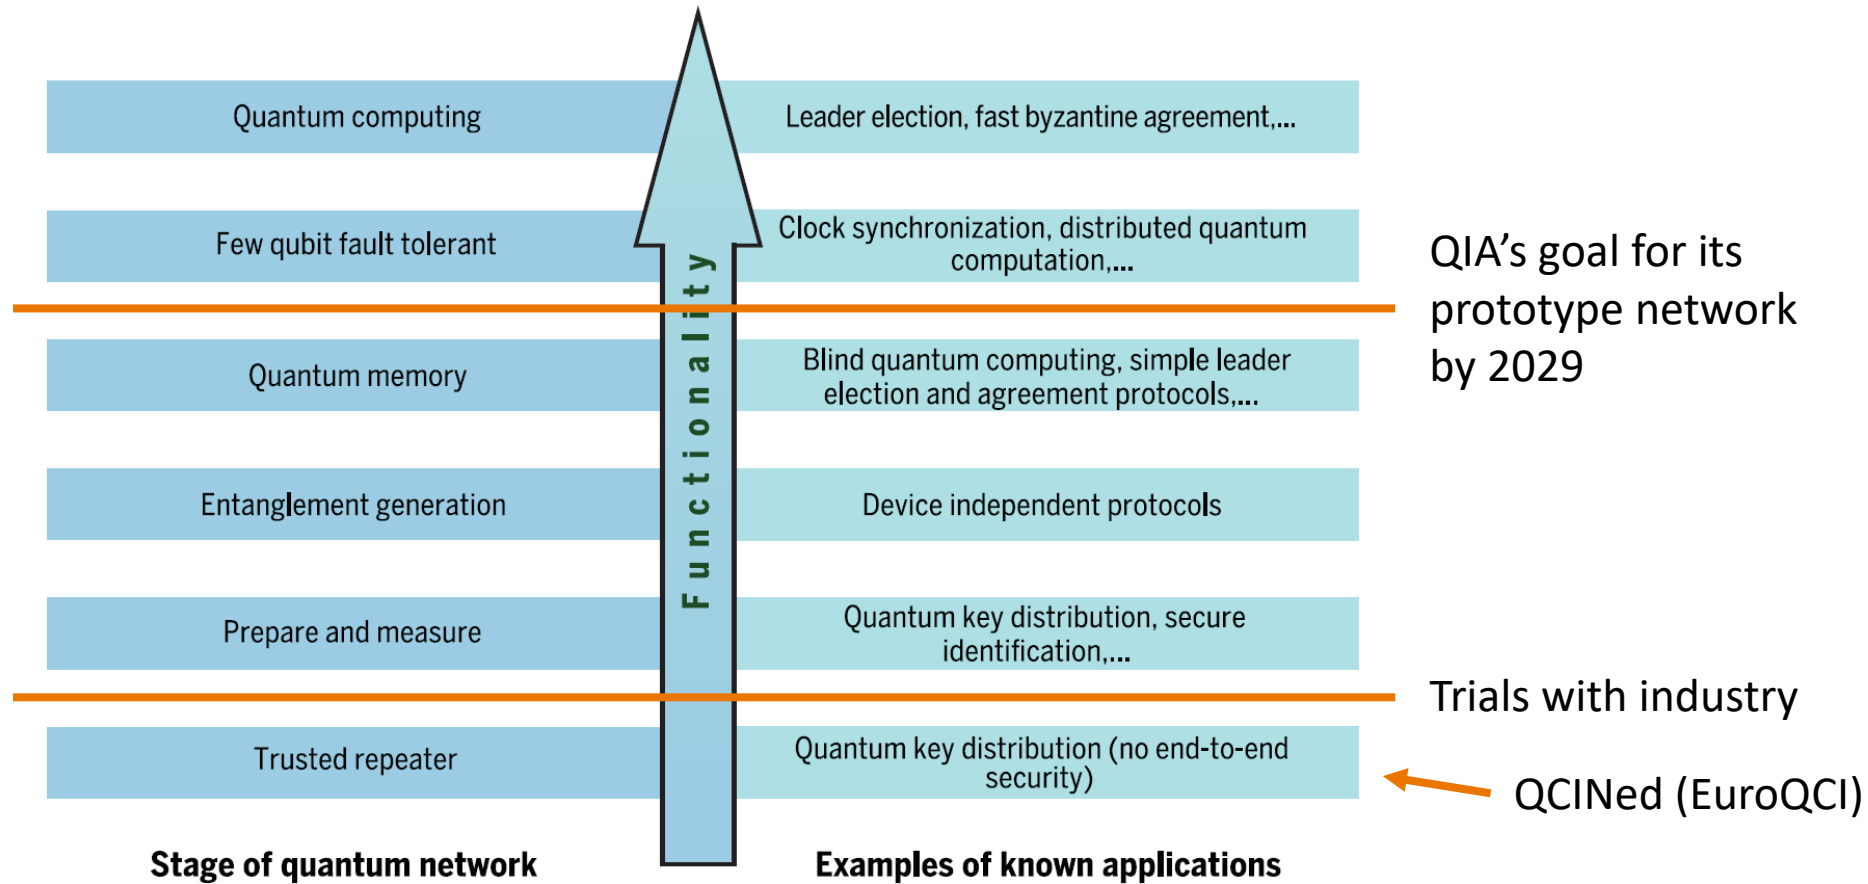 Quantum computing
Leader election, fast byzantine agreement,...
Few qubit fault tolerant
Clock synchronization, distributed quantum
computation,...
QIA's goal for its
prototype network
by 2029
Quantum memory
Blind quantum computing, simple leader
election and agreement protocols,...
Functionality
Entanglement generation
Device independent protocols
Prepare and measure
Quantum key distribution, secure
identification,...
Trials with industry
Trusted repeater
Quantum key distribution (no end-to-end
security)
QCINed (EuroQCI)
Stage of quantum network
Examples of known applications